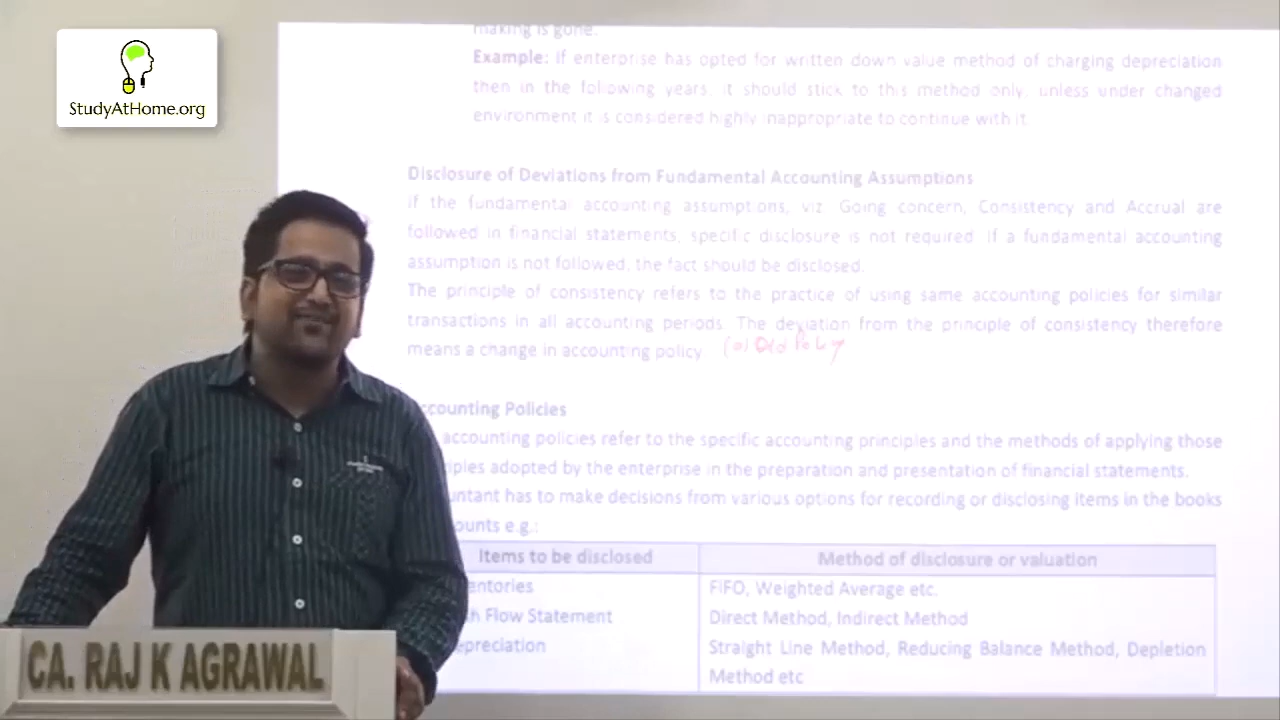 StudyAtHome.org
making is gone.
Example: If enterprise has opted for written down value method of charging depreciation
then in the following years, it should stick to this method only, unless under changed
environment it is considered highly inappropriate to continue with it.
Disclosure of Deviations from Fundamental Accounting Assumptions
If the fundamental accounting assumptions, viz. Going concern, Consistency and Accrual are
followed in financial statements, specific disclosure is not required. If a fundamental accounting
assumption is not followed, the fact should be disclosed.
The principle of consistency refers to the practice of using same accounting policies for similar
transactions in all accounting periods. The deviation from the principle of consistency therefore
means a change in accounting policy. (a) Old Policy
ccounting Policies
accounting policies refer to the specific accounting principles and the methods of applying those
iples adopted by the enterprise in the preparation and presentation of financial statements.
untant has to make decisions from various options for recording or disclosing items in the books
ounts e.g.:
Items to be disclosed Method of disclosure or valuation
entories FIFO, Weighted Average etc.
h Flow Statement Direct Method, Indirect Method
epreciation Straight Line Method, Reducing Balance Method, Depletion
Method etc
CA. RAJ K AGRAWAL